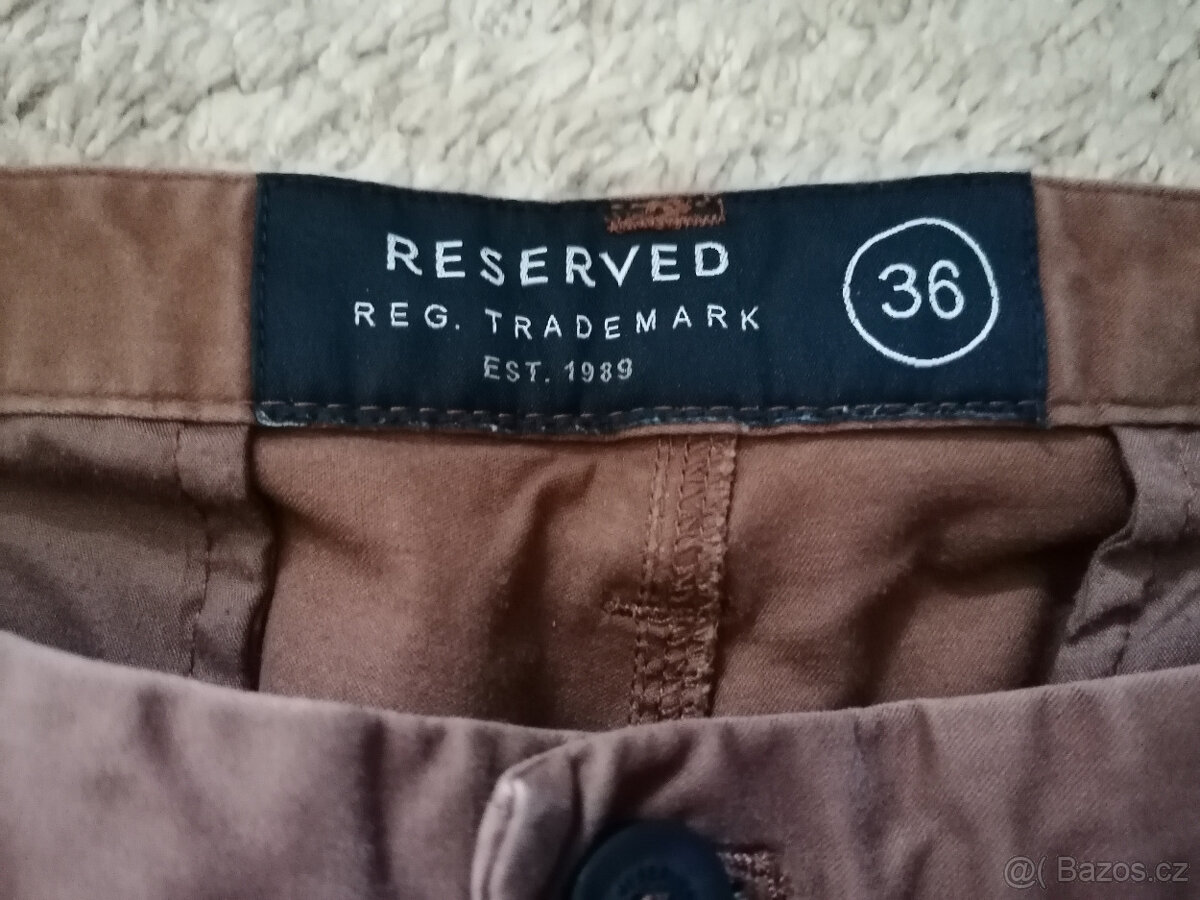 RESERVED
REG. TRADEMARK
EST. 1989
36
@( Bazos.cz